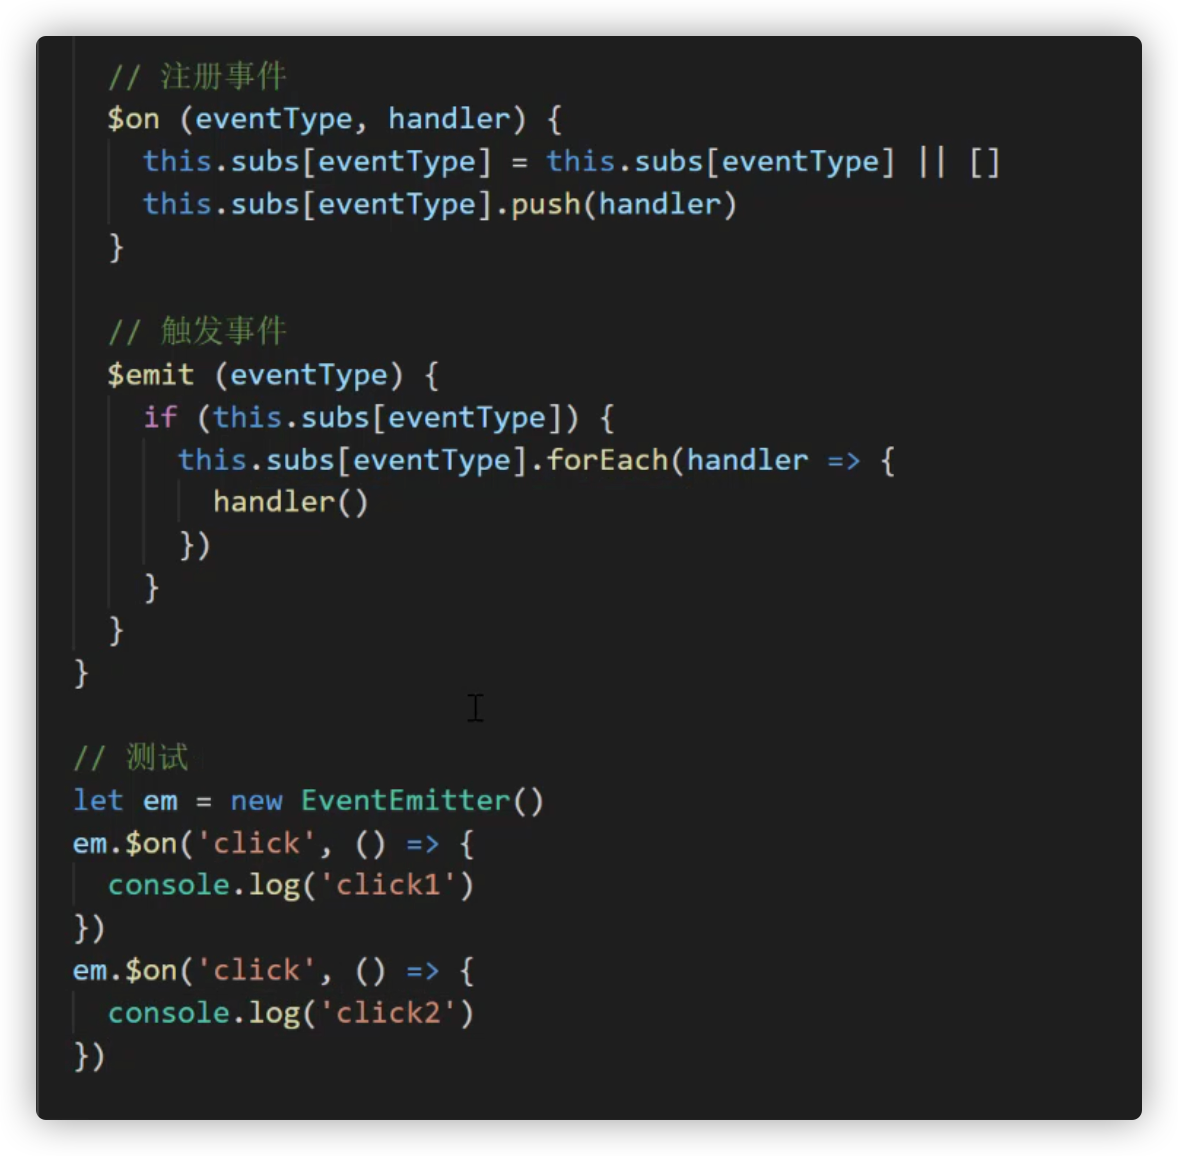 // 注册事件
$on (eventType, handler) {
this.subs[eventType] = this.subs[eventType] || []
this.subs[eventType].push(handler)
}
// 触发事件
$emit (eventType) {
if (this.subs[eventType]) {
this.subs[eventType].forEach(handler => {
handler()
})
}
}
}
// 测试
let em = new EventEmitter()
em.$on('click', () => {
console.log('click1')
})
em.$on('click', () => {
console.log('click2')
})